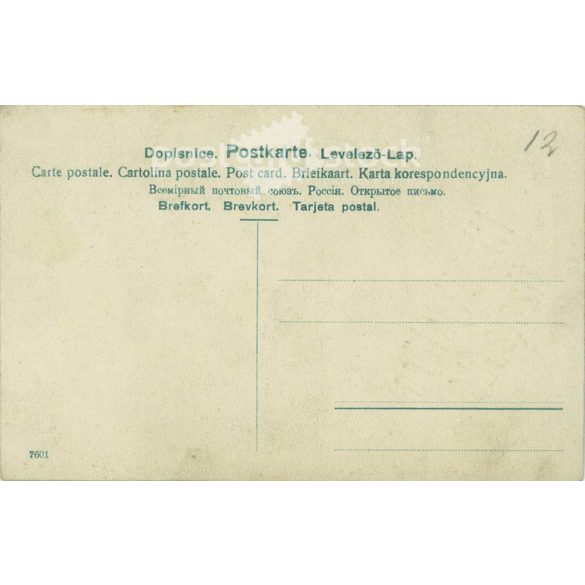 12
Dopisnice. Postkarte. Levelező-Lap.
Carte postale. Cartolina postale. Post card. Briefkaart. Karta korespondencyjna.
Всемірный почтовый союзъ. Россія. Открытое письмо.
Brefkort. Brevkort. Tarjeta postal.
7601